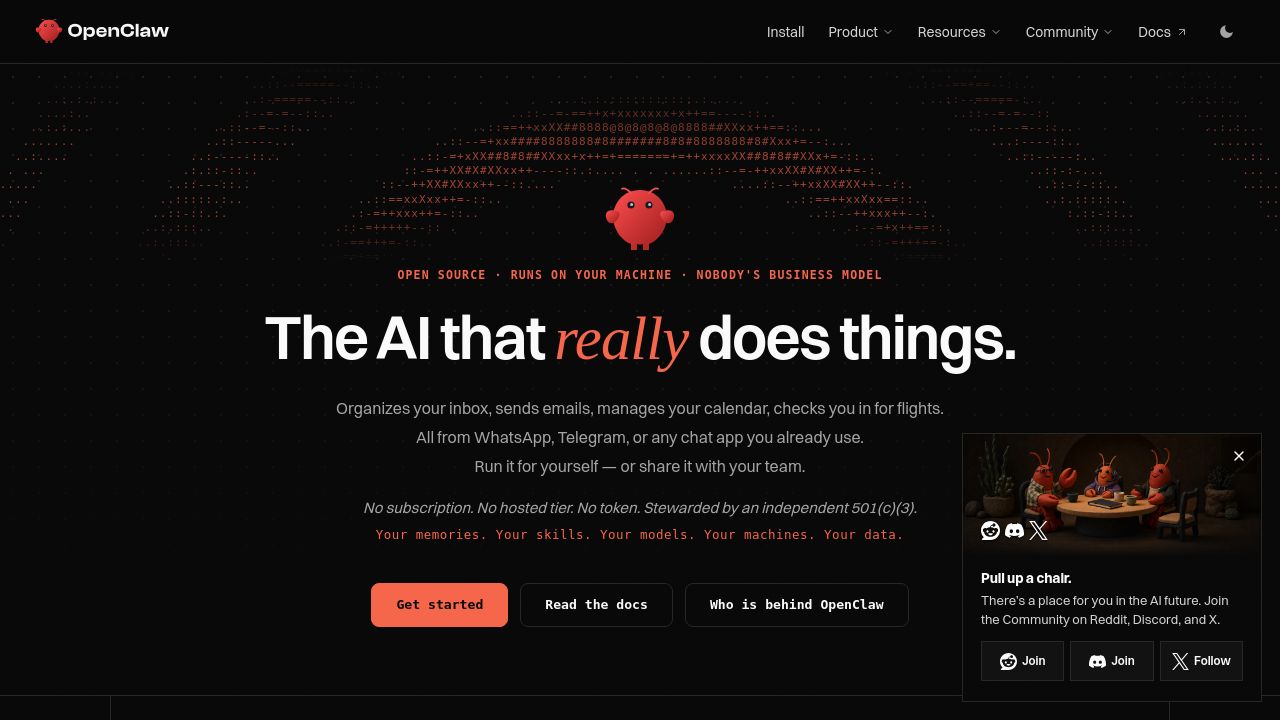 OpenClaw
Install
Product
Resources
Community
Docs
OPEN SOURCE · RUNS ON YOUR MACHINE · NOBODY'S BUSINESS MODEL
The AI that really does things.
Organizes your inbox, sends emails, manages your calendar, checks you in for flights.
All from WhatsApp, Telegram, or any chat app you already use.
Run it for yourself — or share it with your team.
No subscription. No hosted tier. No token. Stewarded by an independent 501(c)(3).
Your memories. Your skills. Your models. Your machines. Your data.
Get started
Read the docs
Who is behind OpenClaw
Pull up a chair.
There's a place for you in the AI future. Join
the Community on Reddit, Discord, and X.
Join
Join
Follow